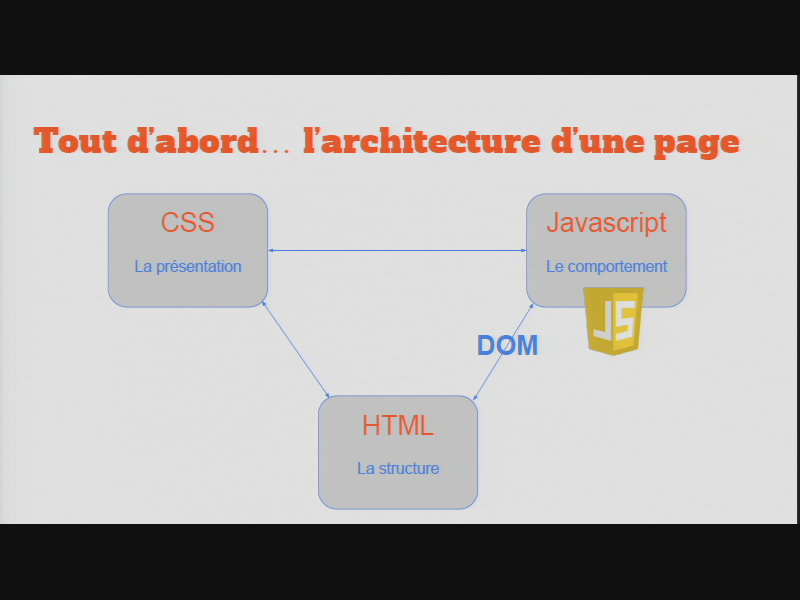 Tout d'abord... l'architecture d'une page
CSS
La présentation
Javascript
Le comportement
JS
DOM
HTML
La structure